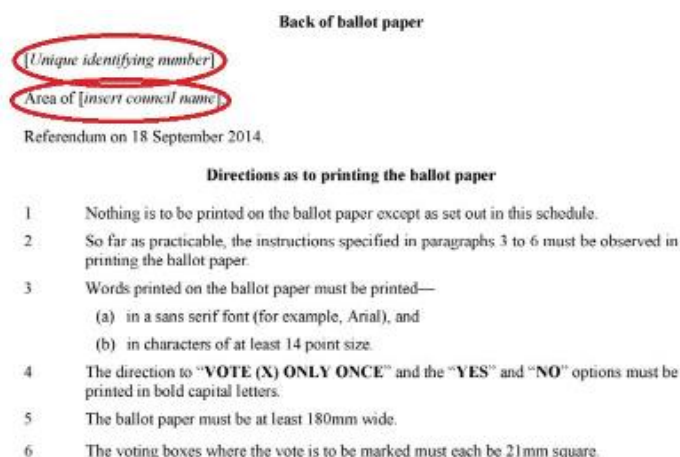 Back of ballot paper
[Unique identifying number]
Area of [insert council name].
Referendum on 18 September 2014.
Directions as to printing the ballot paper
1 Nothing is to be printed on the ballot paper except as set out in this schedule.
2 So far as practicable, the instructions specified in paragraphs 3 to 6 must be observed in
printing the ballot paper.
3 Words printed on the ballot paper must be printed—
(a) in a sans serif font (for example, Arial), and
(b) in characters of at least 14 point size.
4 The direction to “VOTE (X) ONLY ONCE” and the “YES” and “NO” options must be
printed in bold capital letters.
5 The ballot paper must be at least 180mm wide.
6 The voting boxes where the vote is to be marked must each be 21mm square.